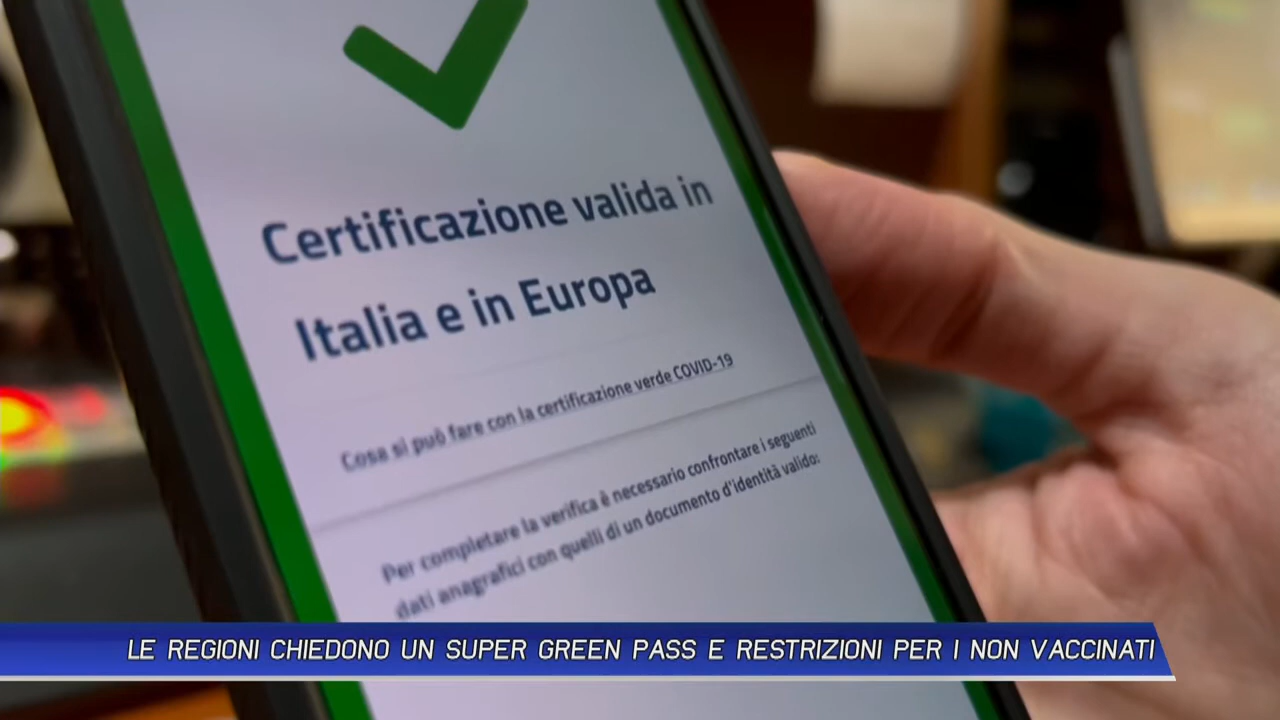 Certificazione valida in
Italia e in Europa
Cosa si può fare con la certificazione verde COVID-19
Per completare la verifica è necessario confrontare i seguenti
dati anagrafici con quelli di un documento d'identità valido:
LE REGIONI CHIEDONO UN SUPER GREEN PASS E RESTRIZIONI PER I NON VACCINATI